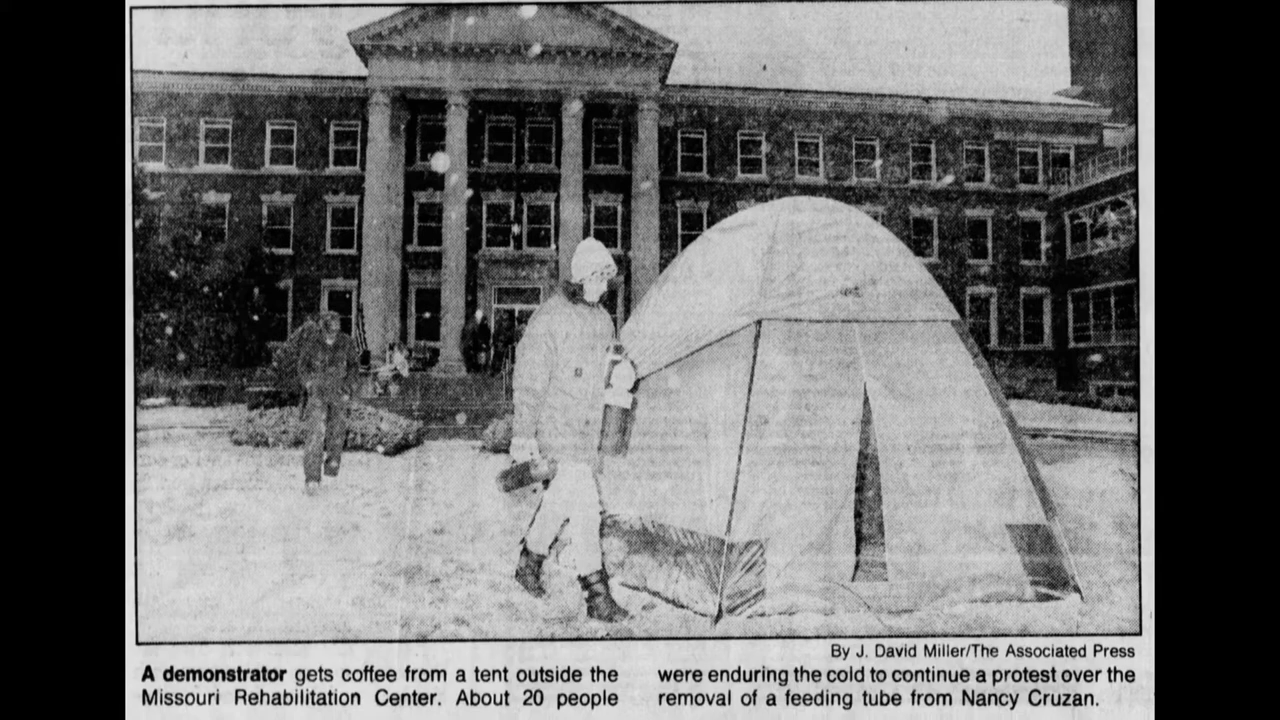 By J. David Miller/The Associated Press
A demonstrator gets coffee from a tent outside the
Missouri Rehabilitation Center. About 20 people
were enduring the cold to continue a protest over the
removal of a feeding tube from Nancy Cruzan.